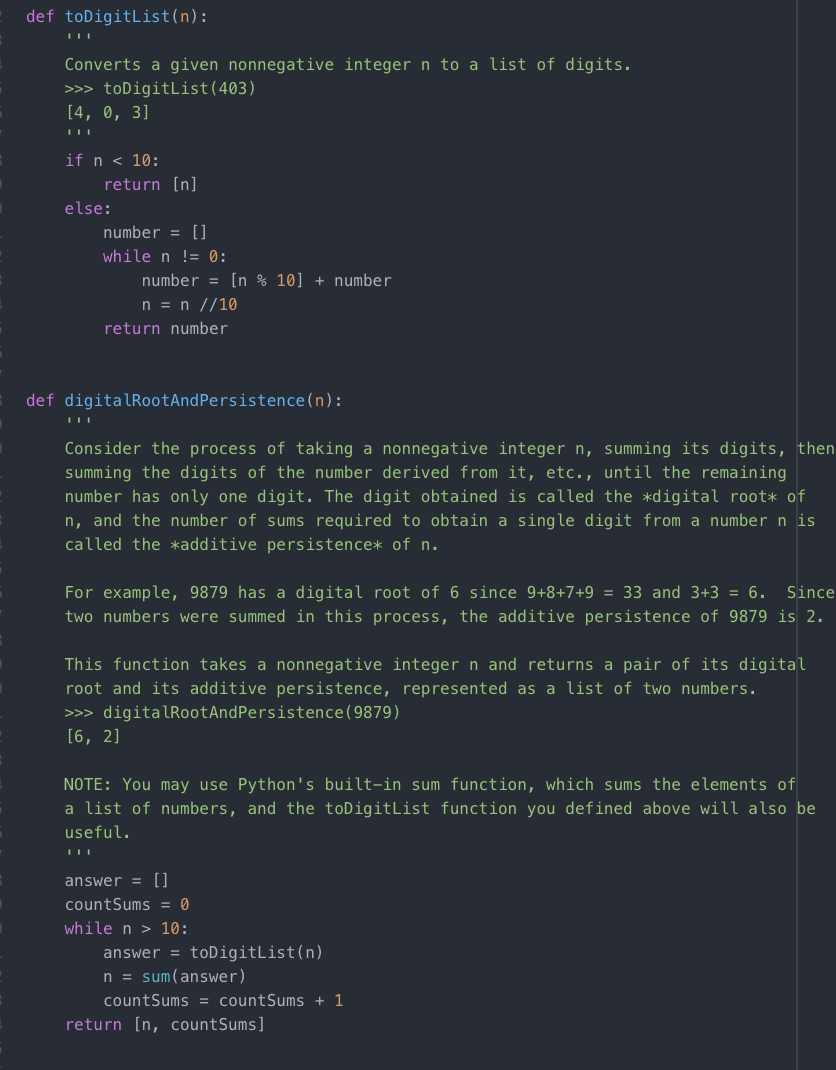 def toDigitList(n):
    '''
    Converts a given nonnegative integer n to a list of digits.
    >>> toDigitList(403)
    [4, 0, 3]
    '''
    if n < 10:
        return [n]
    else:
        number = []
        while n != 0:
            number = [n % 10] + number
            n = n //10
        return number
def digitalRootAndPersistence(n):
    '''
    Consider the process of taking a nonnegative integer n, summing its digits, then
    summing the digits of the number derived from it, etc., until the remaining
    number has only one digit. The digit obtained is called the *digital root* of
    n, and the number of sums required to obtain a single digit from a number n is
    called the *additive persistence* of n.
    For example, 9879 has a digital root of 6 since 9+8+7+9 = 33 and 3+3 = 6.  Since
    two numbers were summed in this process, the additive persistence of 9879 is 2.
    This function takes a nonnegative integer n and returns a pair of its digital
    root and its additive persistence, represented as a list of two numbers.
    >>> digitalRootAndPersistence(9879)
    [6, 2]
    NOTE: You may use Python's built-in sum function, which sums the elements of
    a list of numbers, and the toDigitList function you defined above will also be
    useful.
    '''
    answer = []
    countSums = 0
    while n > 10:
        answer = toDigitList(n)
        n = sum(answer)
        countSums = countSums + 1
    return [n, countSums]